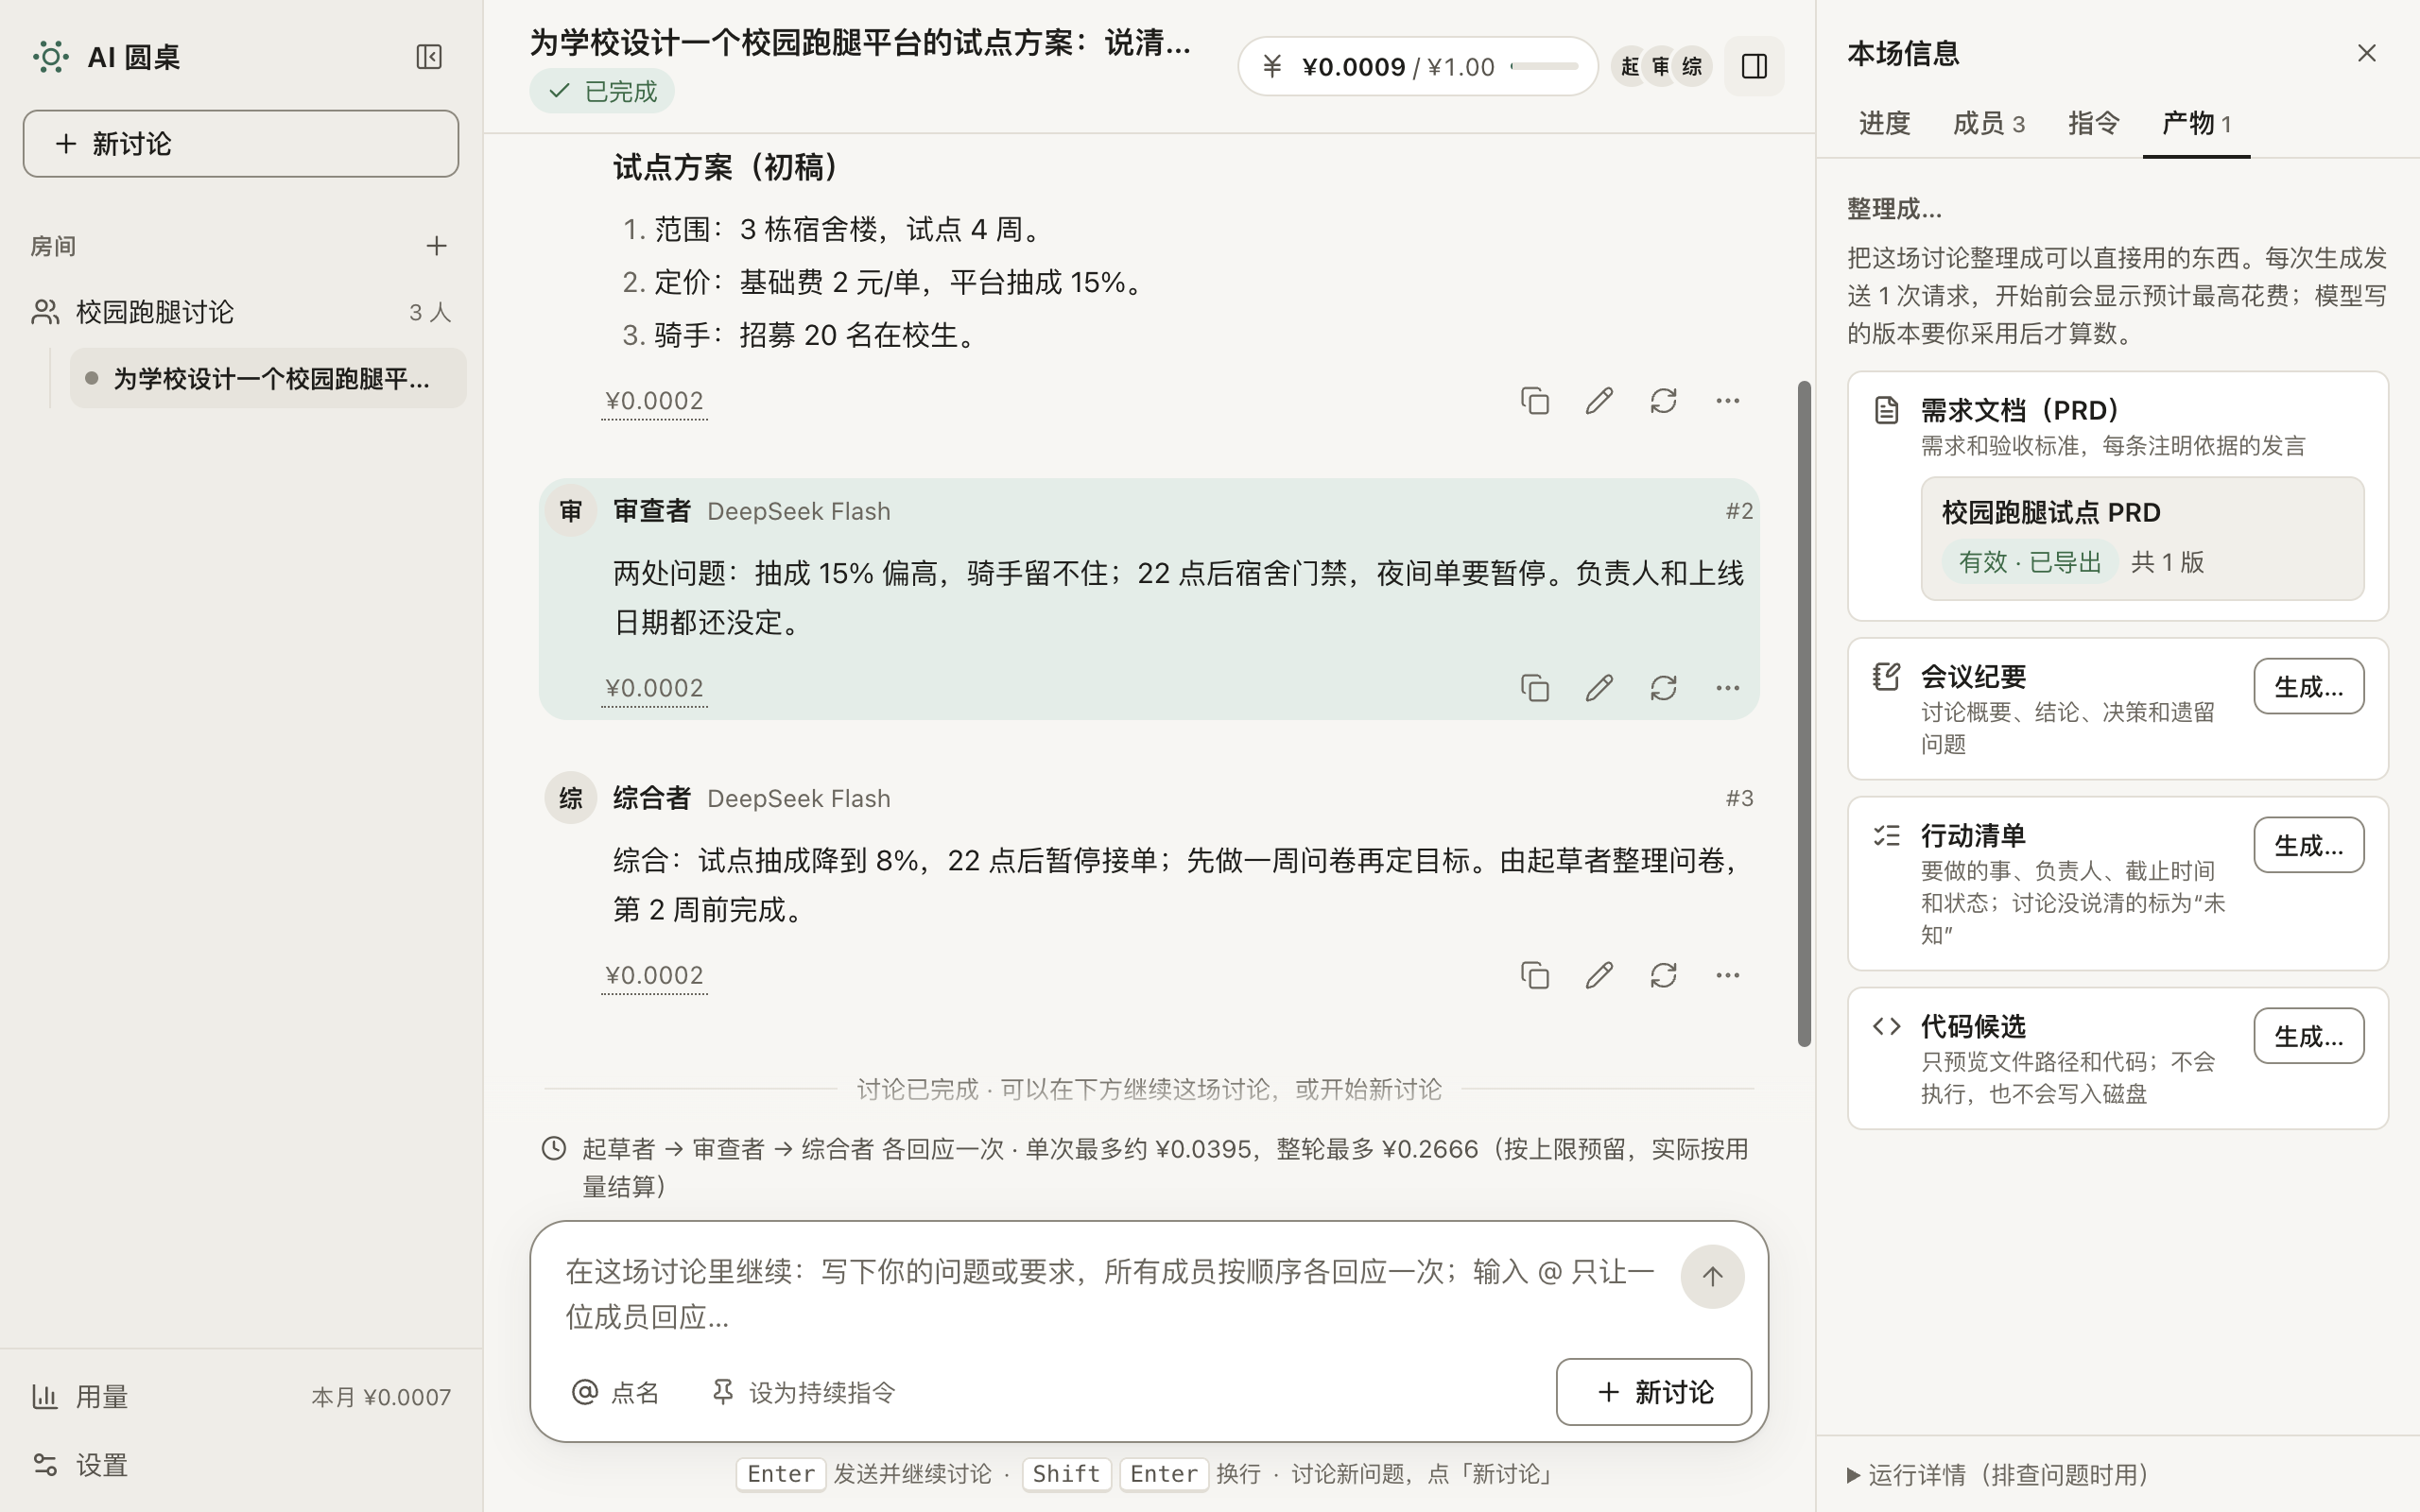 AI 圆桌
+ 新讨论
房间
校园跑腿讨论 3 人
为学校设计一个校园跑腿平...
用量 本月 ¥0.0007
设置
为学校设计一个校园跑腿平台的试点方案：说清...
已完成
¥ ¥0.0009 / ¥1.00
起 审 综
试点方案（初稿）
1. 范围：3 栋宿舍楼，试点 4 周。
2. 定价：基础费 2 元/单，平台抽成 15%。
3. 骑手：招募 20 名在校生。
¥0.0002
审 审查者 DeepSeek Flash #2
两处问题：抽成 15% 偏高，骑手留不住；22 点后宿舍门禁，夜间单要暂停。负责人和上线
日期都还没定。
¥0.0002
综 综合者 DeepSeek Flash #3
综合：试点抽成降到 8%，22 点后暂停接单；先做一周问卷再定目标。由起草者整理问卷，
第 2 周前完成。
¥0.0002
讨论已完成 · 可以在下方继续这场讨论，或开始新讨论
起草者 → 审查者 → 综合者 各回应一次 · 单次最多约 ¥0.0395，整轮最多 ¥0.2666（按上限预留，实际按用
量结算）
在这场讨论里继续：写下你的问题或要求，所有成员按顺序各回应一次；输入 @ 只让一
位成员回应...
@ 点名 设为持续指令 + 新讨论
Enter 发送并继续讨论 · Shift Enter 换行 · 讨论新问题，点「新讨论」
本场信息
进度 成员 3 指令 产物 1
整理成...
把这场讨论整理成可以直接用的东西。每次生成发
送 1 次请求，开始前会显示预计最高花费；模型写
的版本要你采用后才算数。
需求文档（PRD）
需求和验收标准，每条注明依据的发言
校园跑腿试点 PRD
有效 · 已导出 共 1 版
会议纪要 生成...
讨论概要、结论、决策和遗留
问题
行动清单 生成...
要做的事、负责人、截止时间
和状态；讨论没说清的标为“未
知”
代码候选 生成...
只预览文件路径和代码；不会
执行，也不会写入磁盘
▶ 运行详情（排查问题时用）